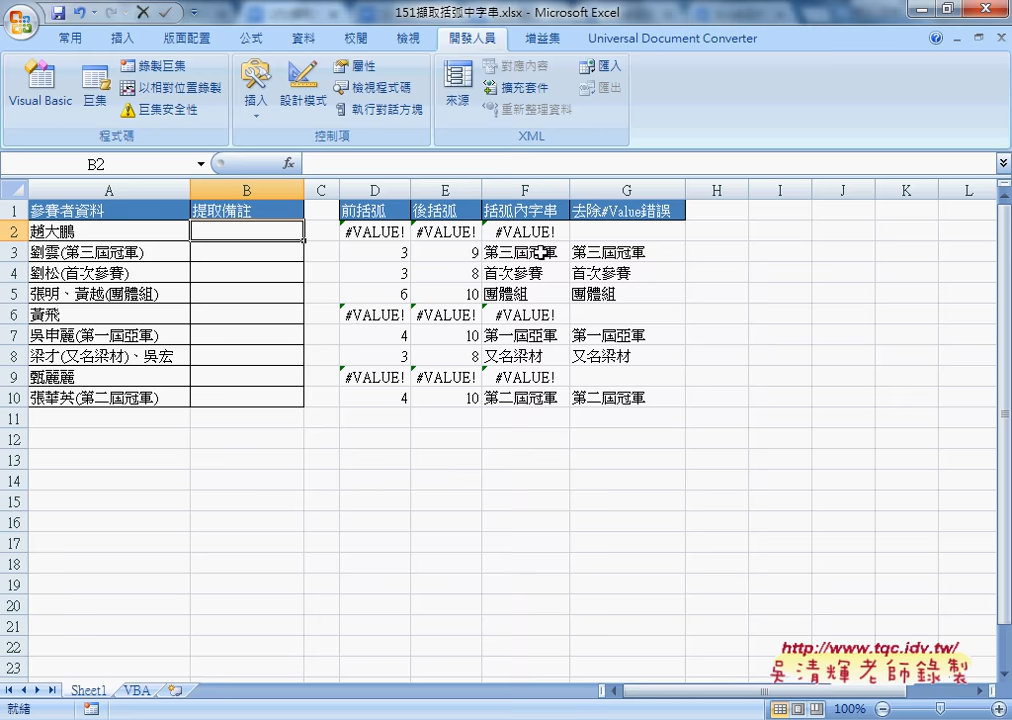 151擷取括弧中字串.xlsx - Microsoft Excel
常用 插入 版面配置 公式 資料 校閱 檢視 開發人員 增益集 Universal Document Converter
Visual Basic 巨集 錄製巨集 以相對位置錄製 巨集安全性 程式碼
插入 設計模式 屬性 檢視程式碼 執行對話方塊 控制項
來源 對應內容 擴充套件 重新整理資料 匯入 匯出 XML
B2 fx
A B C D E F G H I J K L
1 參賽者資料 提取備註 前括弧 後括弧 括弧內字串 去除#Value錯誤
2 趙大鵬 #VALUE! #VALUE! #VALUE!
3 劉雲(第三屆冠軍) 3 9 第三屆冠軍 第三屆冠軍
4 劉松(首次參賽) 3 8 首次參賽 首次參賽
5 張明、黃越(團體組) 6 10 團體組 團體組
6 黃飛 #VALUE! #VALUE! #VALUE!
7 吳申麗(第一屆亞軍) 4 10 第一屆亞軍 第一屆亞軍
8 梁才(又名梁材)、吳宏 3 8 又名梁材 又名梁材
9 甄麗麗 #VALUE! #VALUE! #VALUE!
10 張華英(第二屆冠軍) 4 10 第二屆冠軍 第二屆冠軍
11
12
13
14
15
16
17
18
19
20
21
22
23
http://www.tqc.idv.tw/
吳清輝老師錄製
Sheet1 VBA
就緒 100%